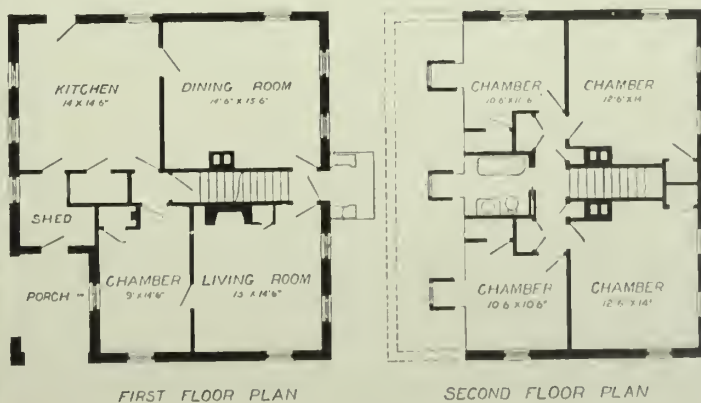 KITCHEN
14 X 14'6"
DINING ROOM
14'6" X 13'6"
SHED
PORCH
CHAMBER
9' X 14'6"
LIVING ROOM
13' X 14'6"
FIRST FLOOR PLAN
CHAMBER
10'6" X 11'6"
CHAMBER
12'6" X 14'
CHAMBER
10'6 X 10'6"
CHAMBER
12'6" X 14'
SECOND FLOOR PLAN